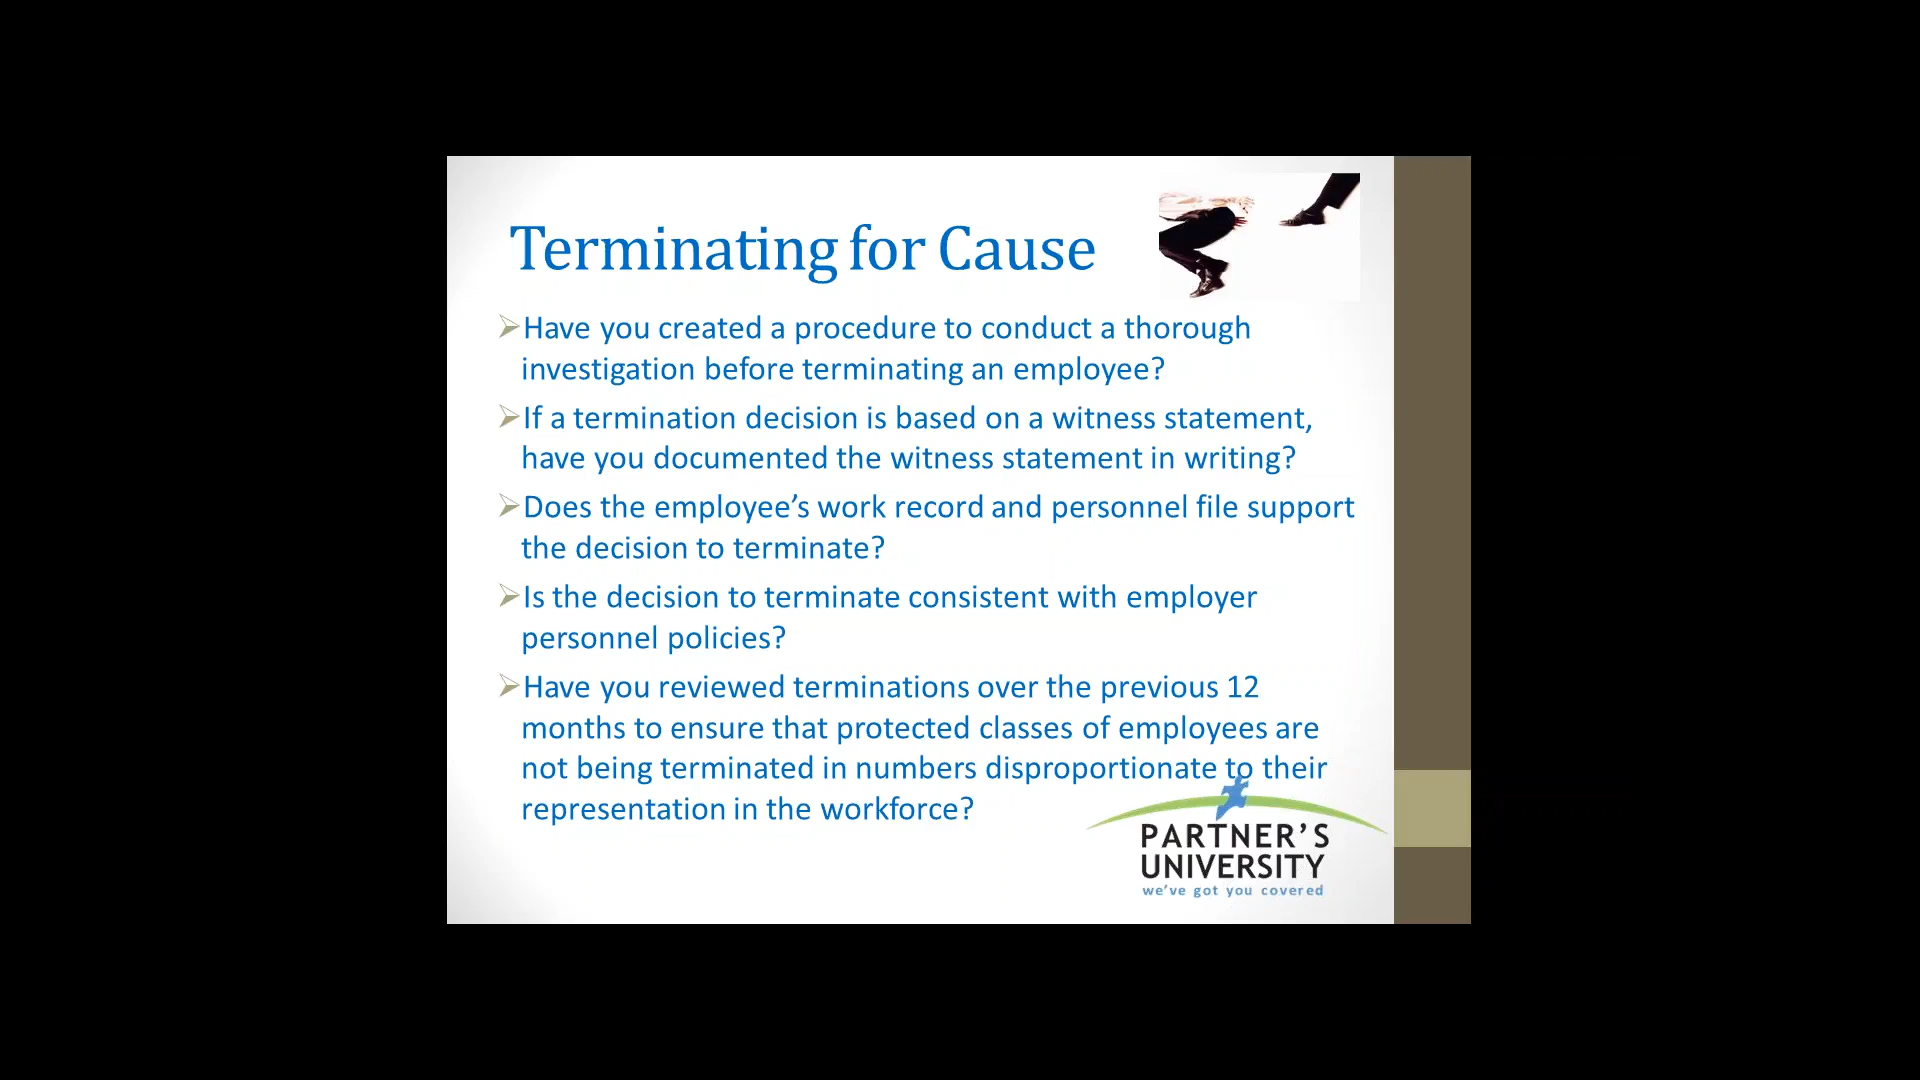 Terminating for Cause
Have you created a procedure to conduct a thorough
investigation before terminating an employee?
If a termination decision is based on a witness statement,
have you documented the witness statement in writing?
Does the employee’s work record and personnel file support
the decision to terminate?
Is the decision to terminate consistent with employer
personnel policies?
Have you reviewed terminations over the previous 12
months to ensure that protected classes of employees are
not being terminated in numbers disproportionate to their
representation in the workforce?
PARTNER’S
UNIVERSITY
we’ve got you covered